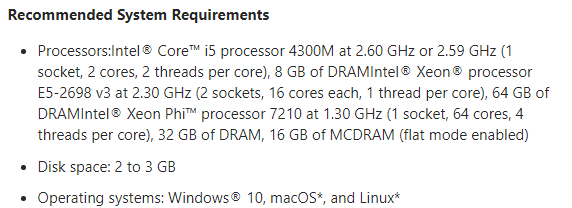 Recommended System Requirements
Processors:Intel® Core™ i5 processor 4300M at 2.60 GHz or 2.59 GHz (1
socket, 2 cores, 2 threads per core), 8 GB of DRAMIntel® Xeon® processor
E5-2698 v3 at 2.30 GHz (2 sockets, 16 cores each, 1 thread per core), 64 GB of
DRAMIntel® Xeon Phi™ processor 7210 at 1.30 GHz (1 socket, 64 cores, 4
threads per core), 32 GB of DRAM, 16 GB of MCDRAM (flat mode enabled)
Disk space: 2 to 3 GB
Operating systems: Windows® 10, macOS*, and Linux*